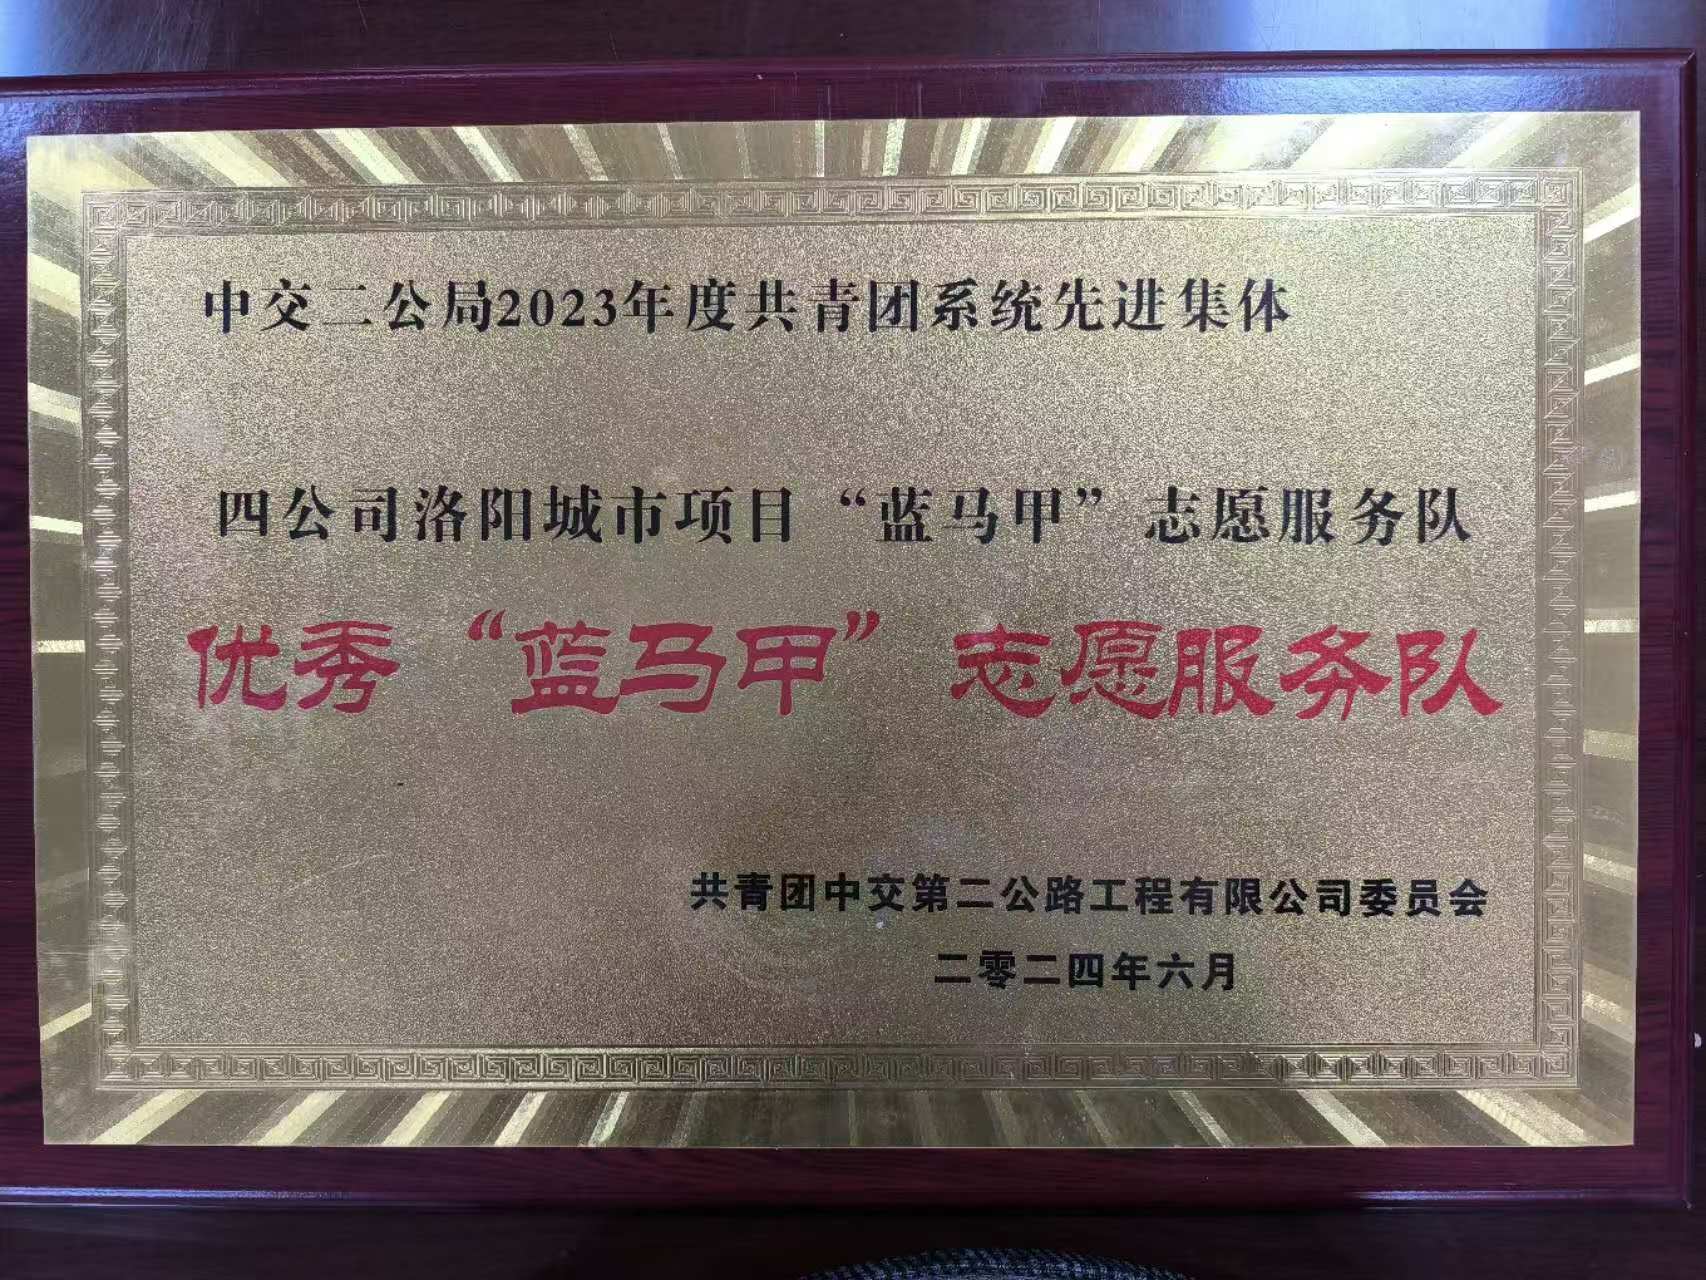 中交二公局2023年度共青团系统先进集体
四公司洛阳城市项目“蓝马甲”志愿服务队
优秀“蓝马甲”志愿服务队
共青团中交第二公路工程有限公司委员会
二零二四年六月